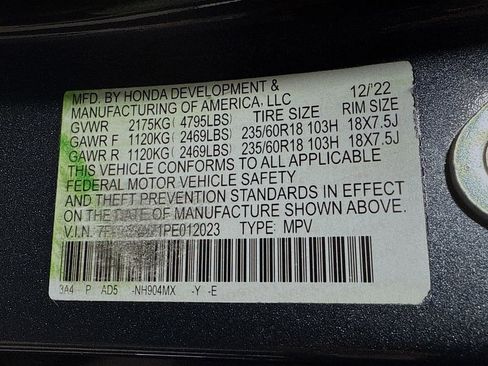 MFD. BY HONDA DEVELOPMENT & 12/'22
MANUFACTURING OF AMERICA, LLC
GVWR 2175KG( 4795LBS) TIRE SIZE RIM SIZE
GAWR F 1120KG( 2469LBS) 235/60R18 103H 18X7.5J
GAWR R 1120KG( 2469LBS) 235/60R18 103H 18X7.5J
THIS VEHICLE CONFORMS TO ALL APPLICABLE
FEDERAL MOTOR VEHICLE SAFETY
AND THEFT PREVENTION STANDARDS IN EFFECT
ON THE DATE OF MANUFACTURE SHOWN ABOVE.
V.I.N. TYPE: MPV
3A4 P AD5 -NH904MX -Y -E